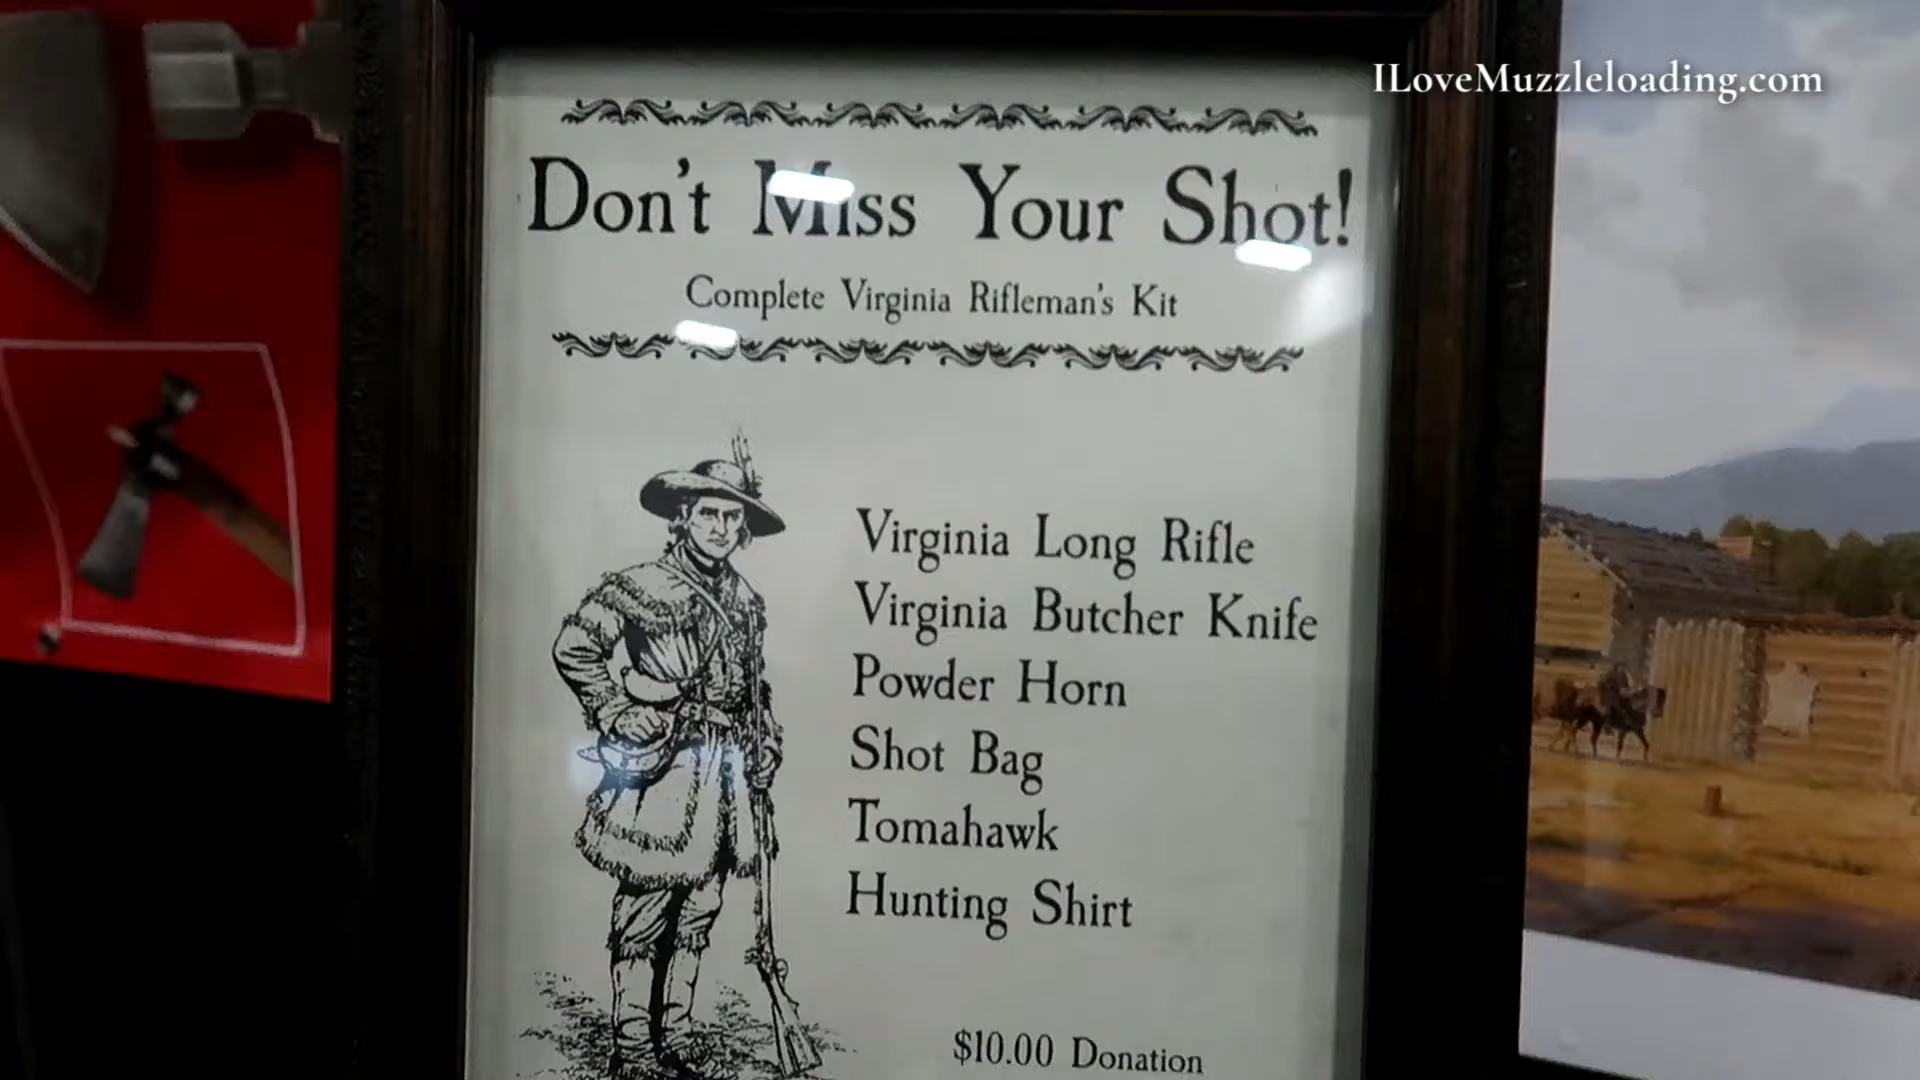 ILoveMuzzleloading.com
Don't Miss Your Shot!
Complete Virginia Rifleman's Kit
Virginia Long Rifle
Virginia Butcher Knife
Powder Horn
Shot Bag
Tomahawk
Hunting Shirt
$10.00 Donation